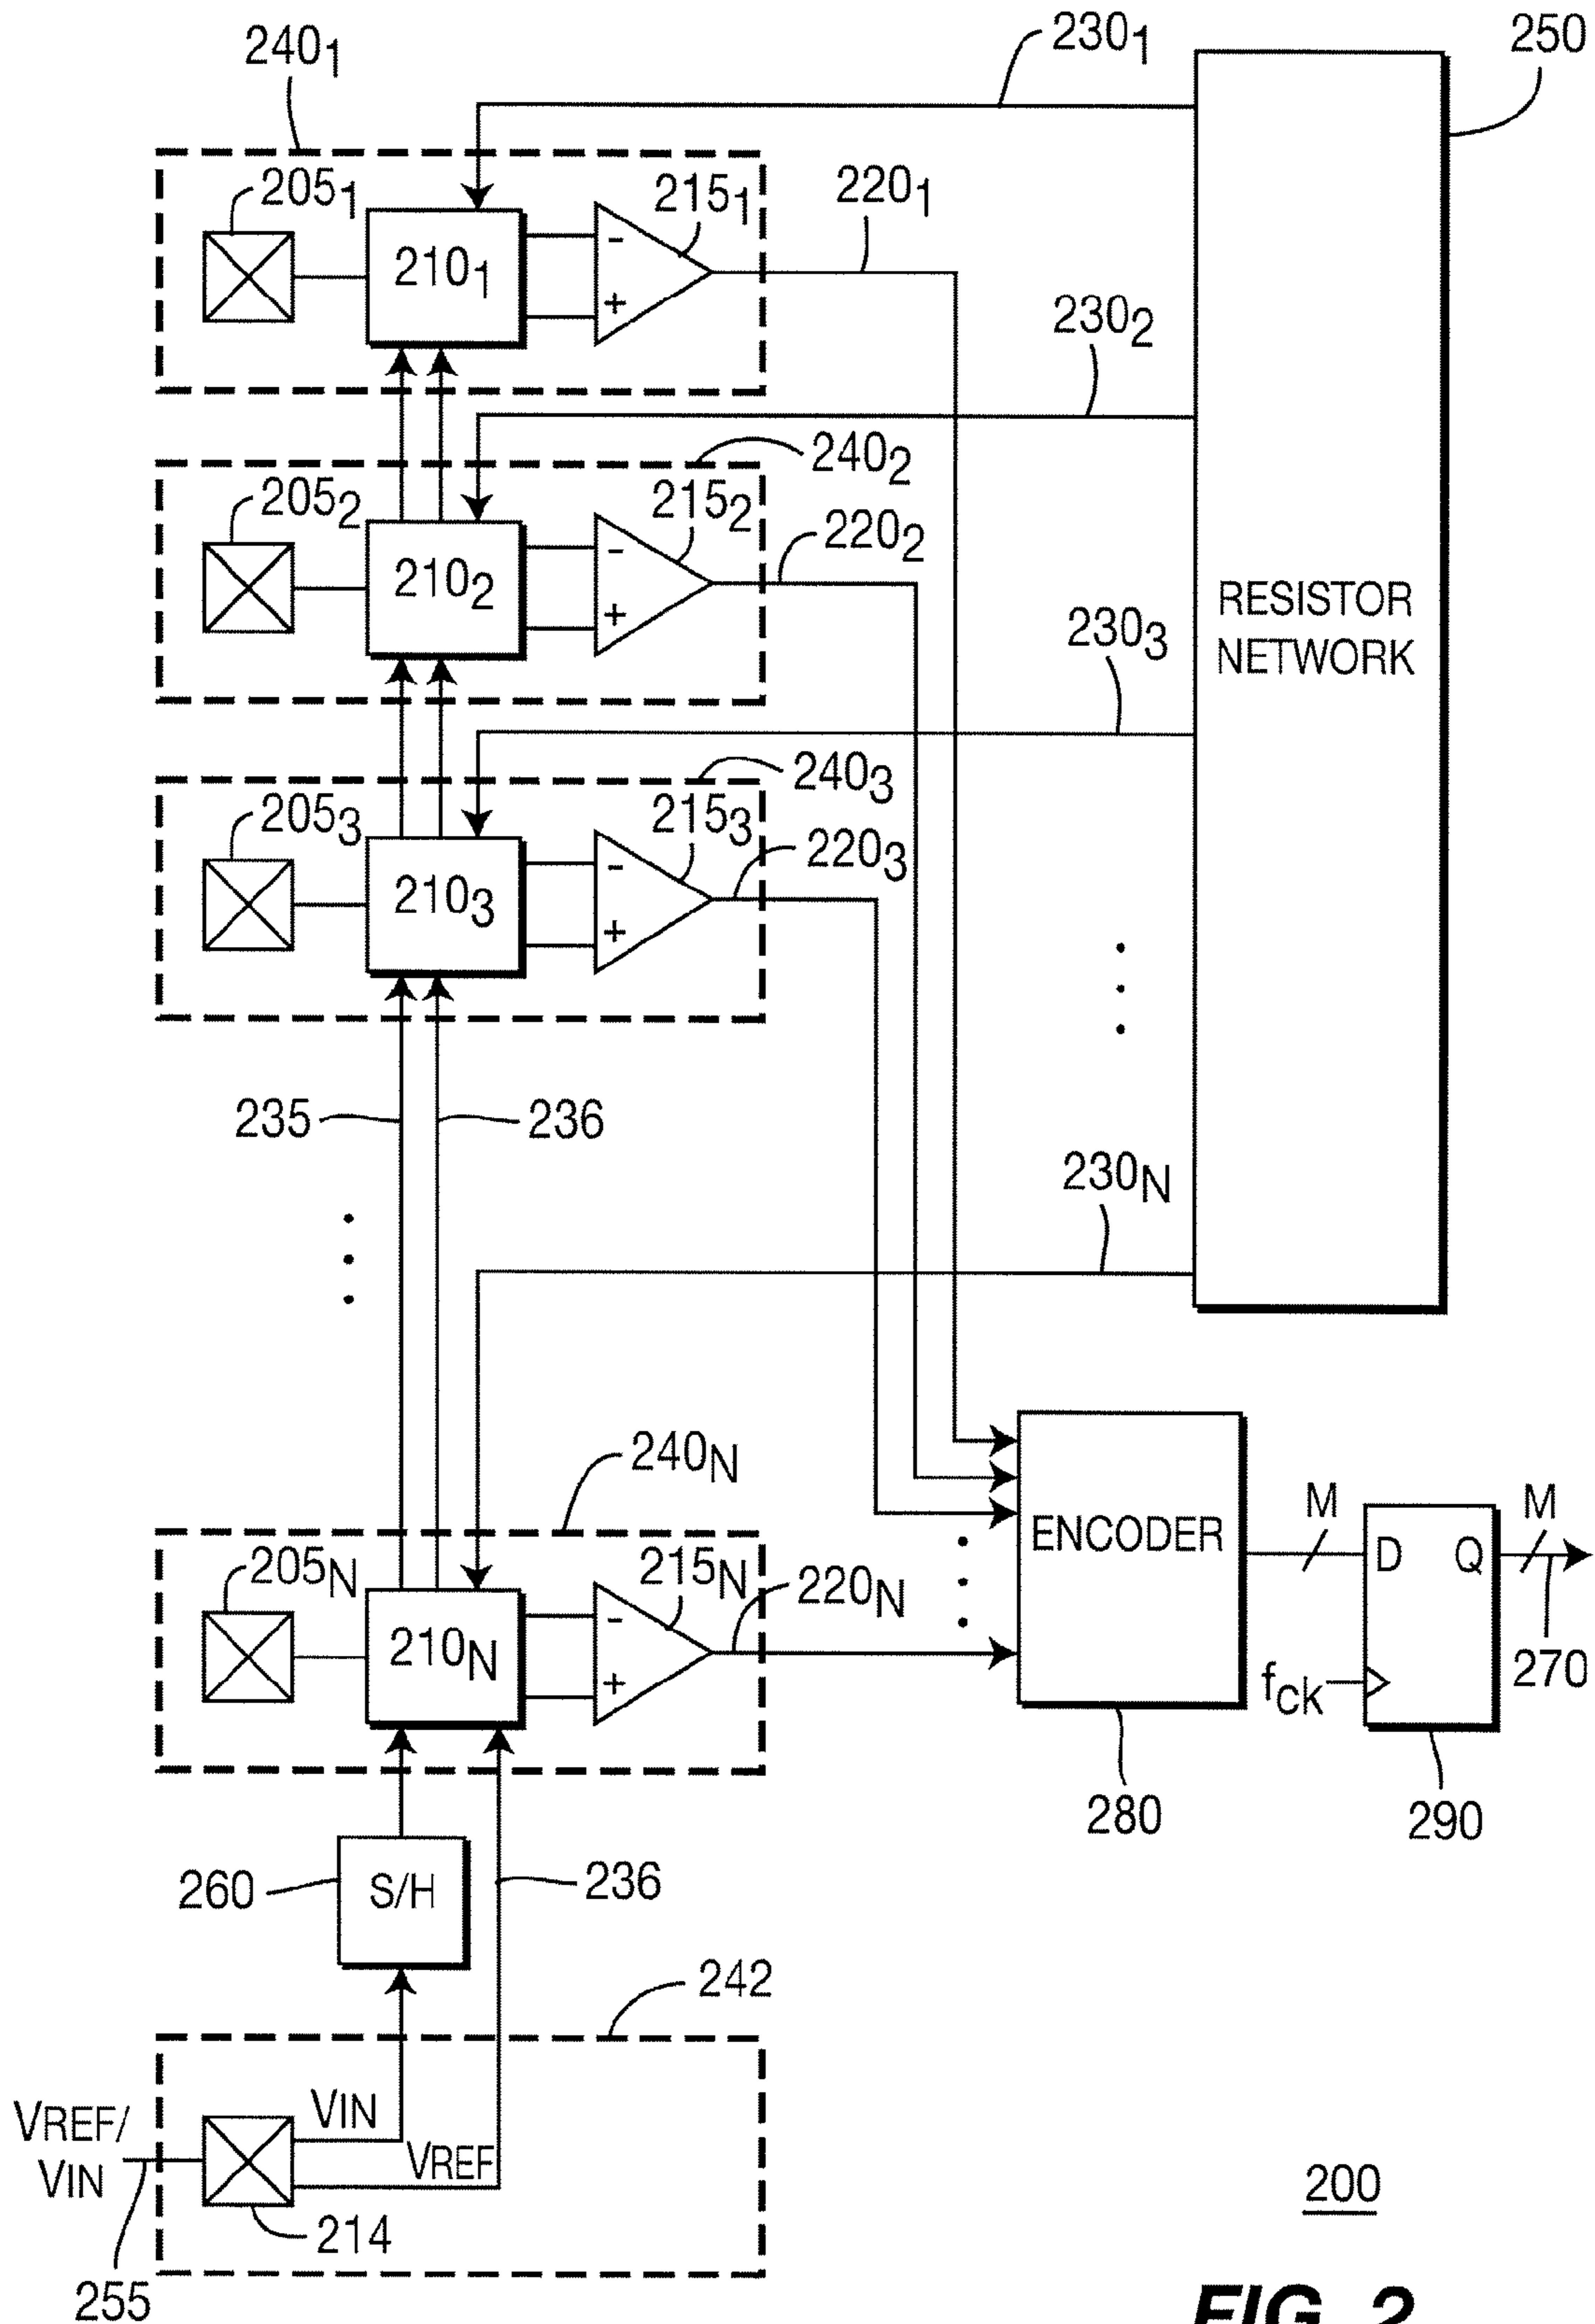 240₁
230₁
250
205₁
210₁
-
+
215₁
220₁
230₂
240₂
205₂
210₂
-
+
215₂
220₂
RESISTOR
NETWORK
230₃
240₃
205₃
210₃
-
+
215₃
220₃
235
236
230N
240N
205N
210N
-
+
215N
220N
ENCODER
M
D
Q
M
fCK
270
280
290
260
S/H
236
242
VREF/
VIN
VIN
VREF
214
255
200
FIG. 2